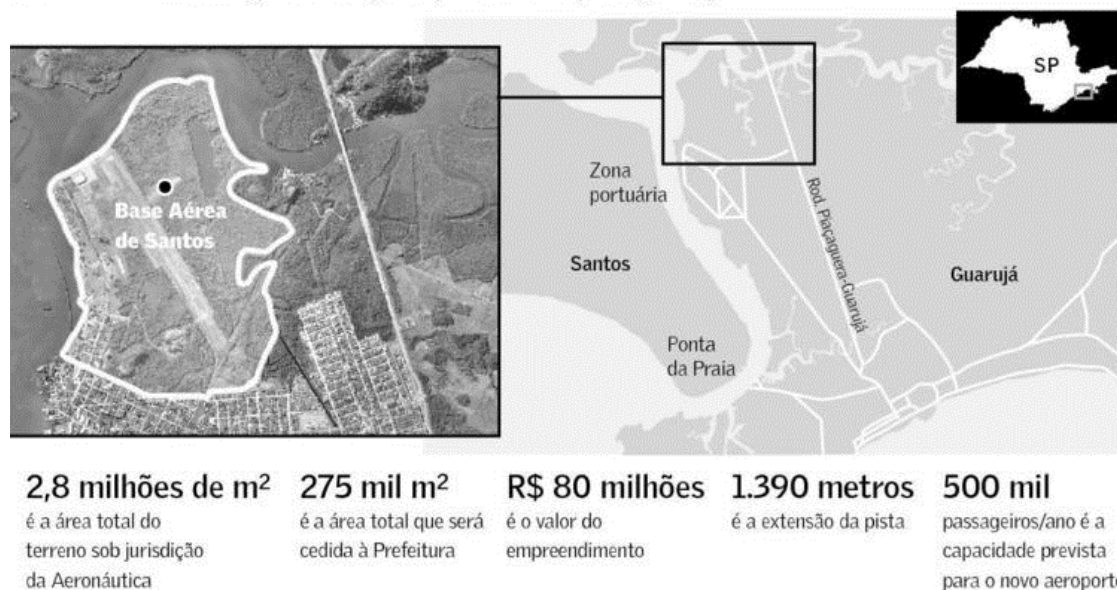 SP
Zona
portuária
Base Aérea
de Santos
Rod. Piaçaguera-Guarujá
Santos
Guarujá
Ponta
da Praia
2,8 milhões de m²
é a área total do
terreno sob jurisdição
da Aeronáutica
275 mil m²
é a área total que será
cedida à Prefeitura
R$ 80 milhões
é o valor do
empreendimento
1.390 metros
é a extensão da pista
500 mil
passageiros/ano é a
capacidade prevista
para o novo aeroporto